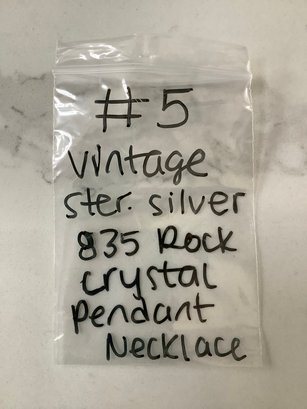 #5
vintage
ster. silver
835 Rock
crystal
pendant
Necklace